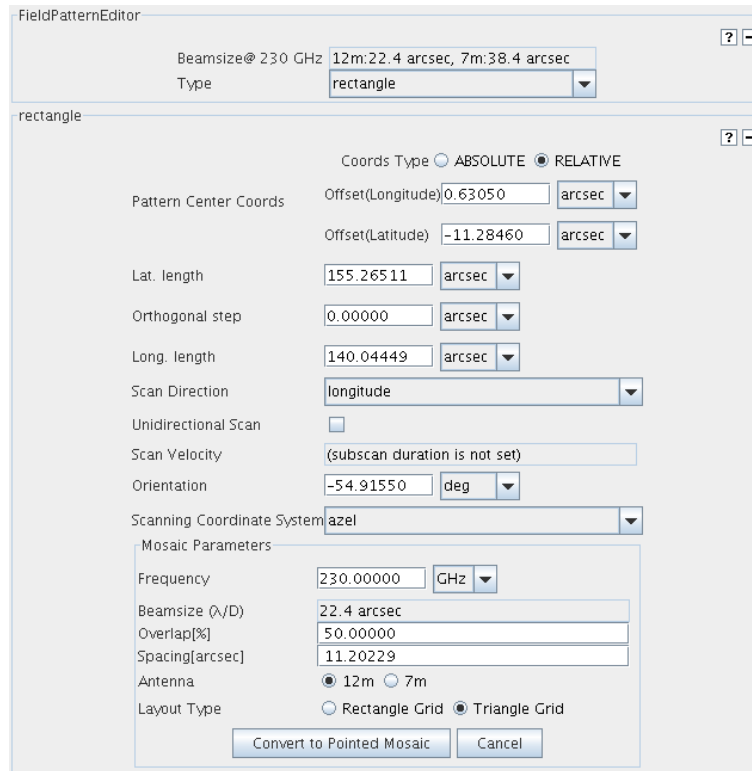 FieldPatternEditor
?
Beamsize@ 230 GHz 12m:22.4 arcsec, 7m:38.4 arcsec
Type rectangle
rectangle
?
Coords Type ABSOLUTE RELATIVE
Pattern Center Coords Offset(Longitude) 0.63050 arcsec
Offset(Latitude) -11.28460 arcsec
Lat. length 155.26511 arcsec
Orthogonal step 0.00000 arcsec
Long. length 140.04449 arcsec
Scan Direction longitude
Unidirectional Scan
Scan Velocity (subscan duration is not set)
Orientation -54.91550 deg
Scanning Coordinate System azel
Mosaic Parameters
Frequency 230.00000 GHz
Beamsize (λ/D) 22.4 arcsec
Overlap[%] 50.00000
Spacing[arcsec] 11.20229
Antenna 12m 7m
Layout Type Rectangle Grid Triangle Grid
Convert to Pointed Mosaic Cancel